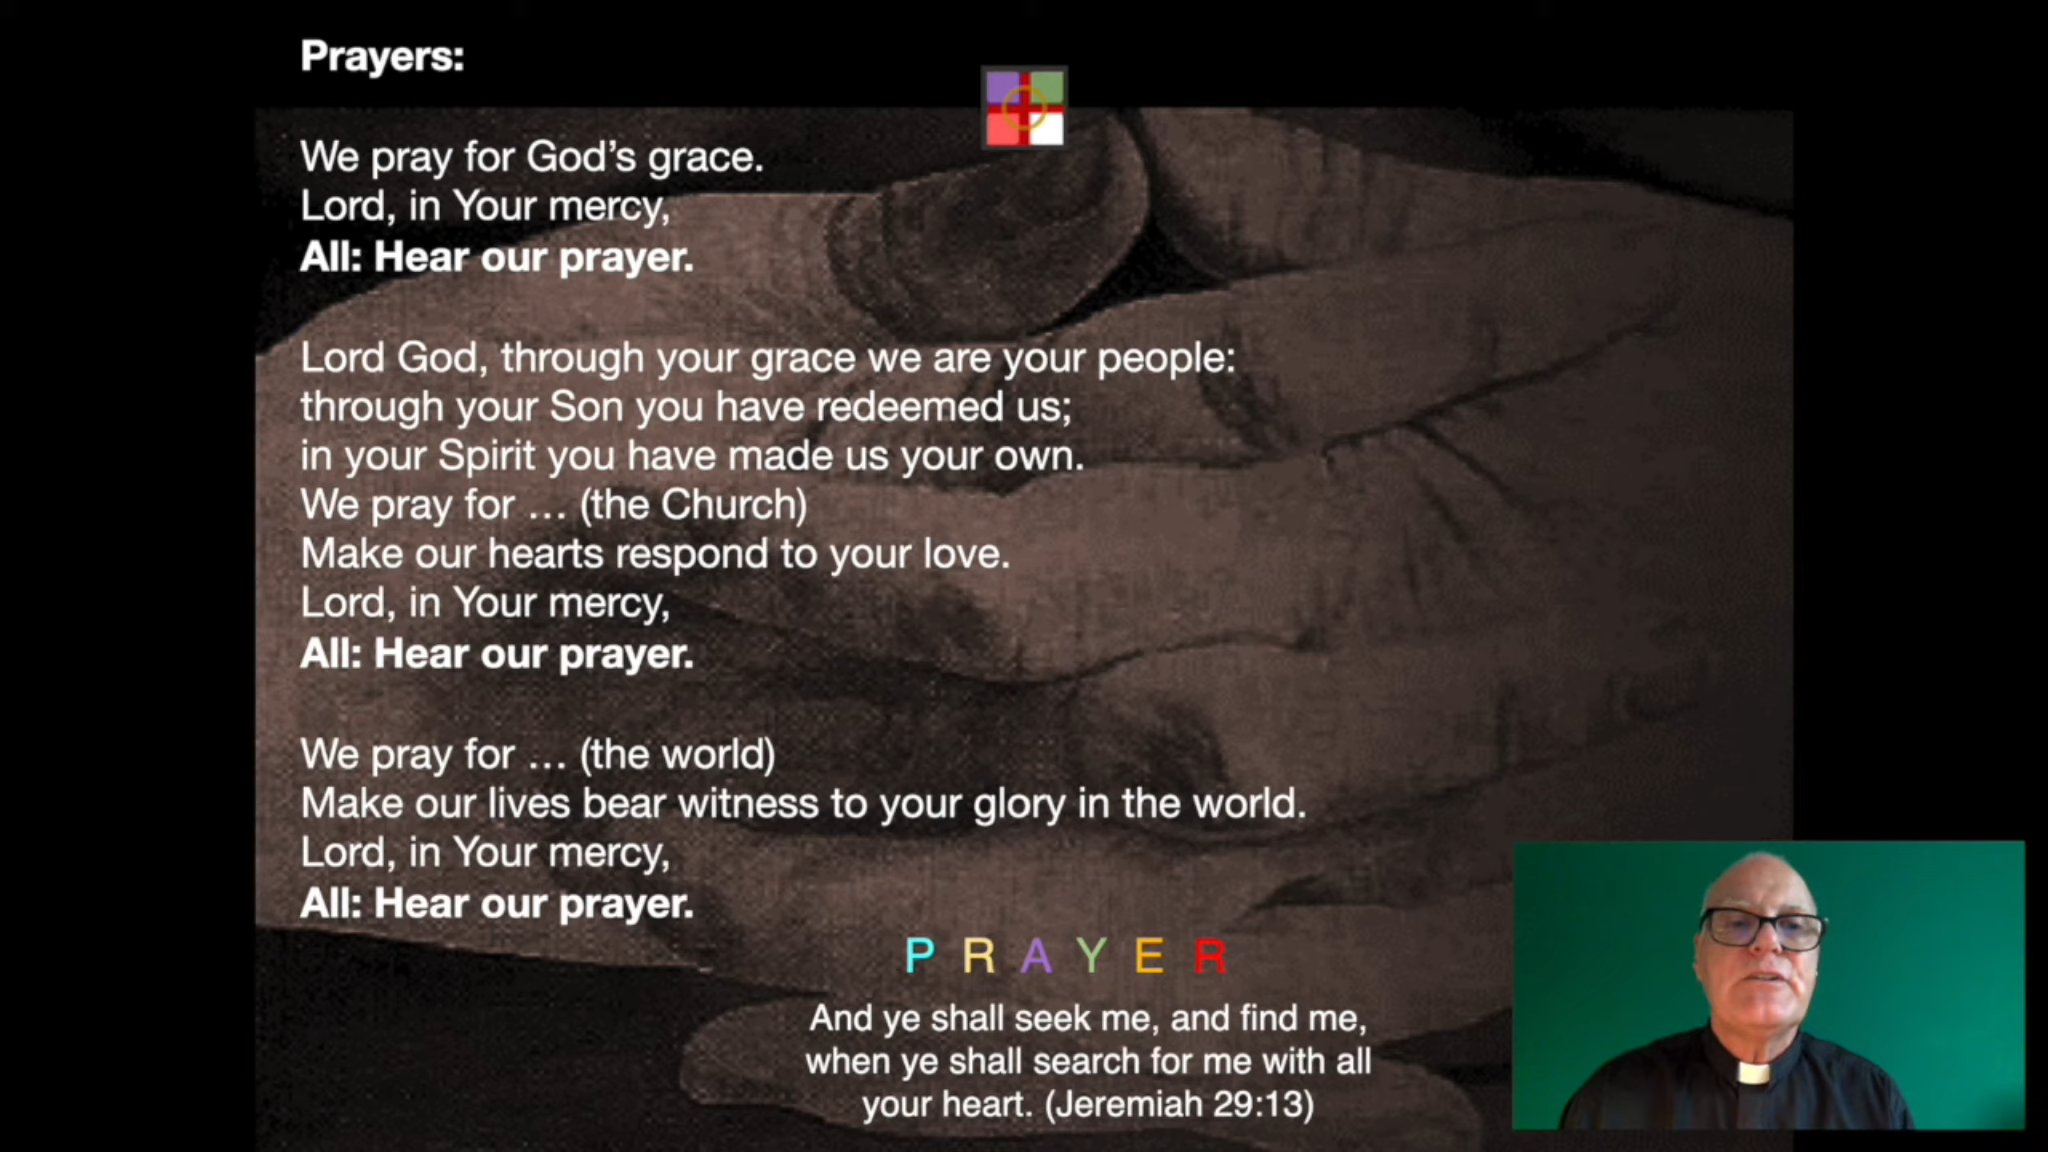 Prayers:
We pray for God’s grace.
Lord, in Your mercy,
All: Hear our prayer.
Lord God, through your grace we are your people:
through your Son you have redeemed us;
in your Spirit you have made us your own.
We pray for … (the Church)
Make our hearts respond to your love.
Lord, in Your mercy,
All: Hear our prayer.
We pray for … (the world)
Make our lives bear witness to your glory in the world.
Lord, in Your mercy,
All: Hear our prayer.
P R A Y E R
And ye shall seek me, and find me,
when ye shall search for me with all
your heart. (Jeremiah 29:13)